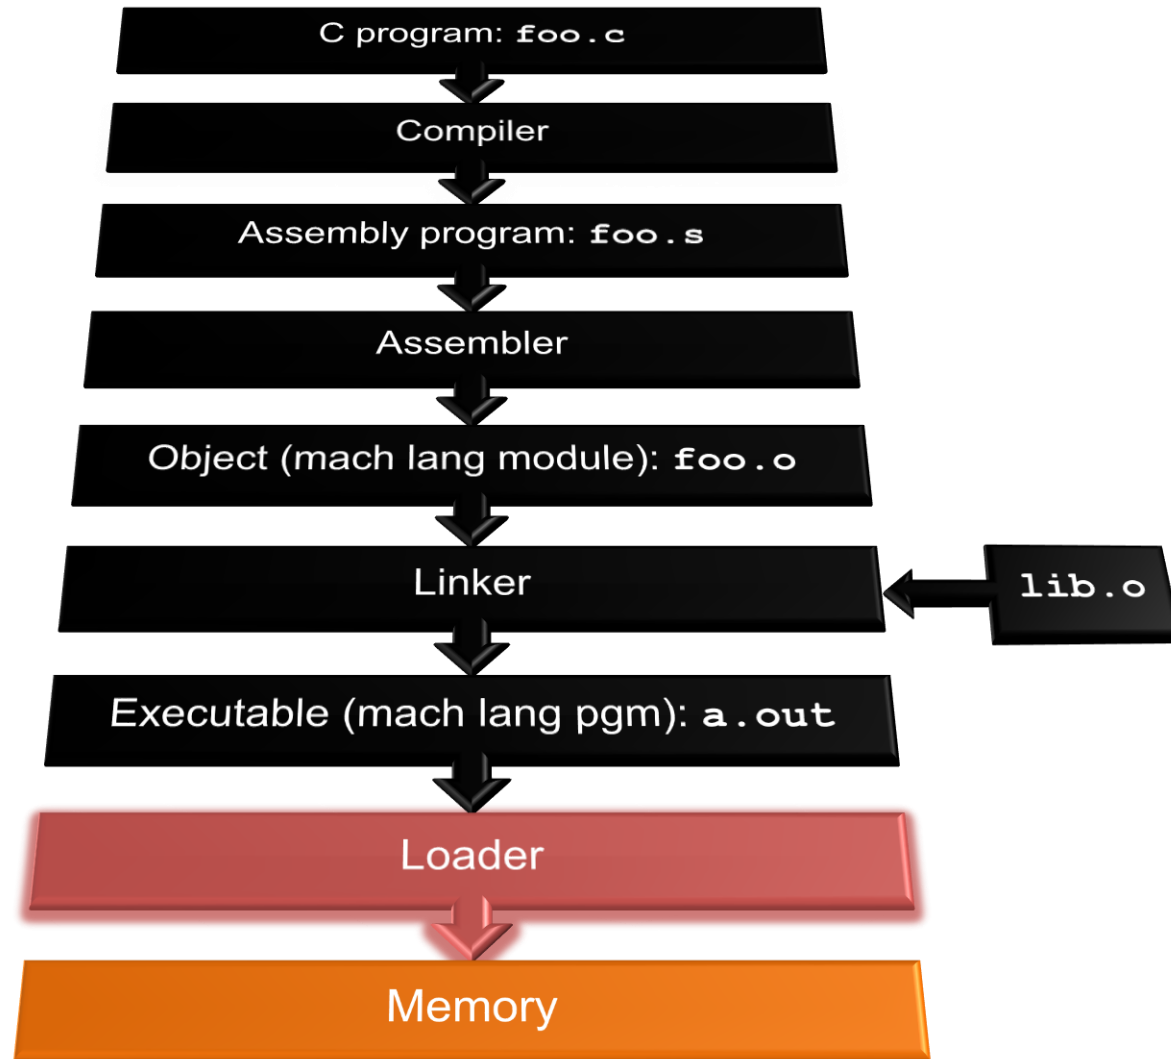 C program: foo.c
Compiler
Assembly program: foo.s
Assembler
Object (mach lang module): foo.o
Linker
lib.o
Executable (mach lang pgm): a.out
Loader
Memory